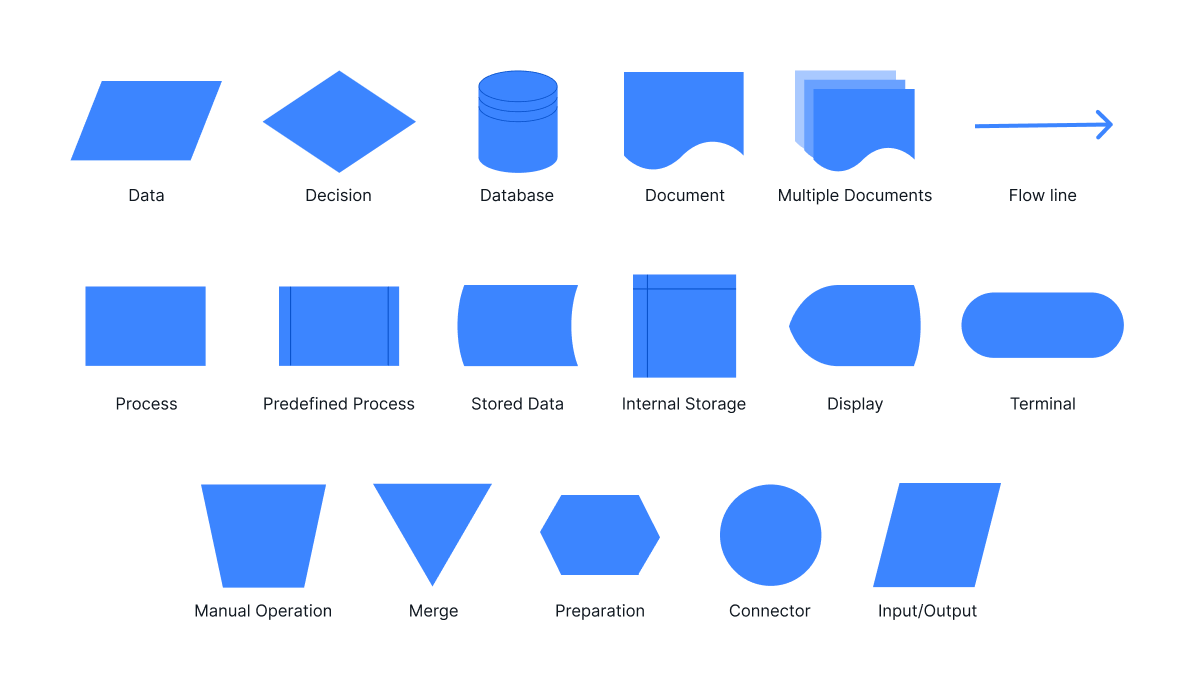 Data
Decision
Database
Document
Multiple Documents
Flow line
Process
Predefined Process
Stored Data
Internal Storage
Display
Terminal
Manual Operation
Merge
Preparation
Connector
Input/Output